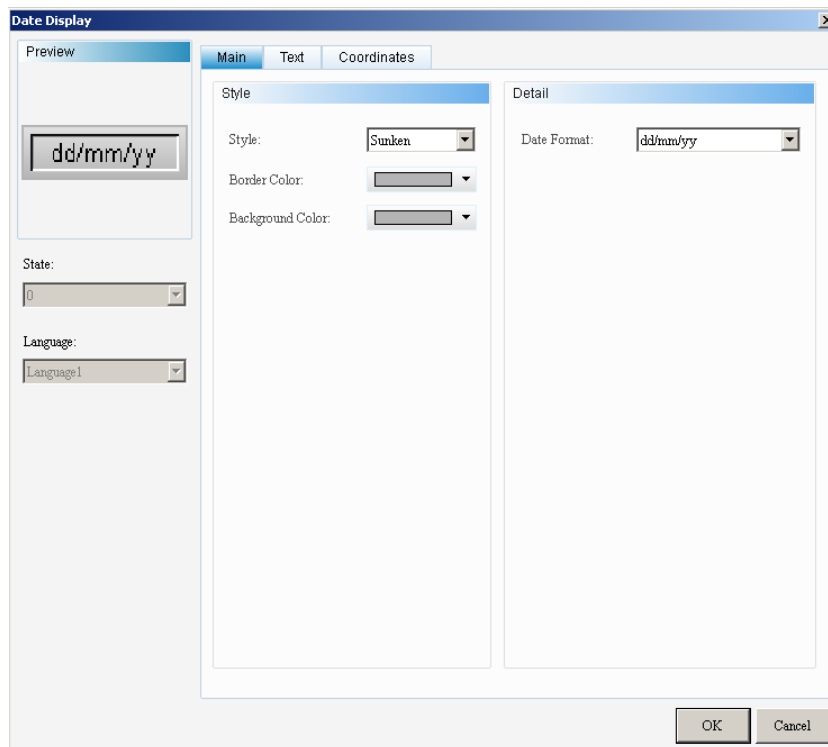 Date Display
Preview
dd/mm/yy
State:
0
Language:
Language1
Main Text Coordinates
Style
Style: Sunken
Border Color:
Background Color:
Detail
Date Format: dd/mm/yy
OK Cancel